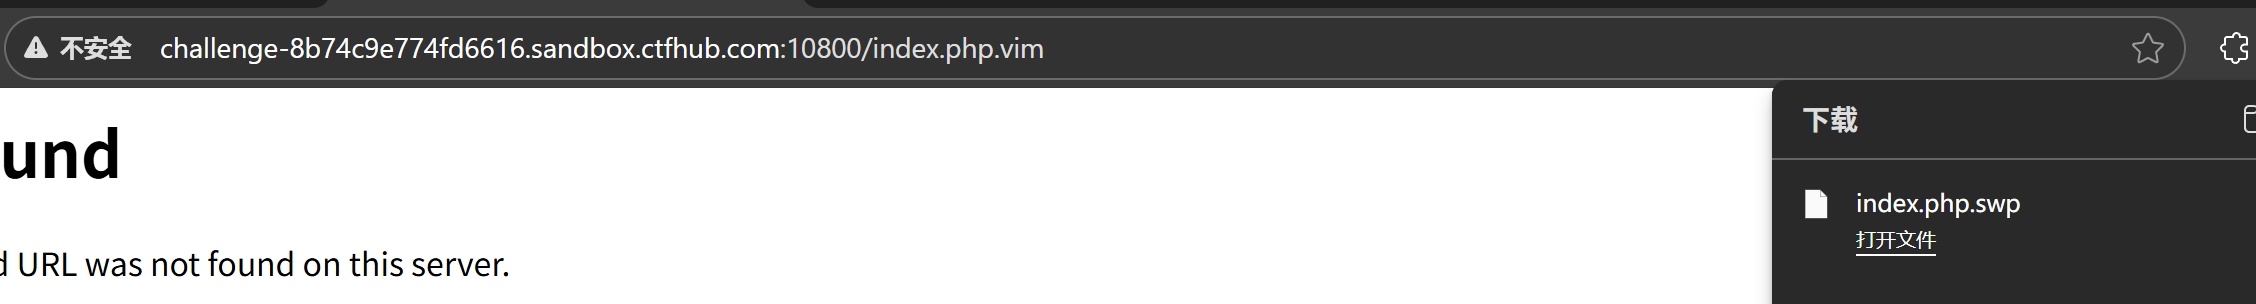 不安全 challenge-8b74c9e774fd6616.sandbox.ctfhub.com:10800/index.php.vim
下载
und
index.php.swp
打开文件
URL was not found on this server.